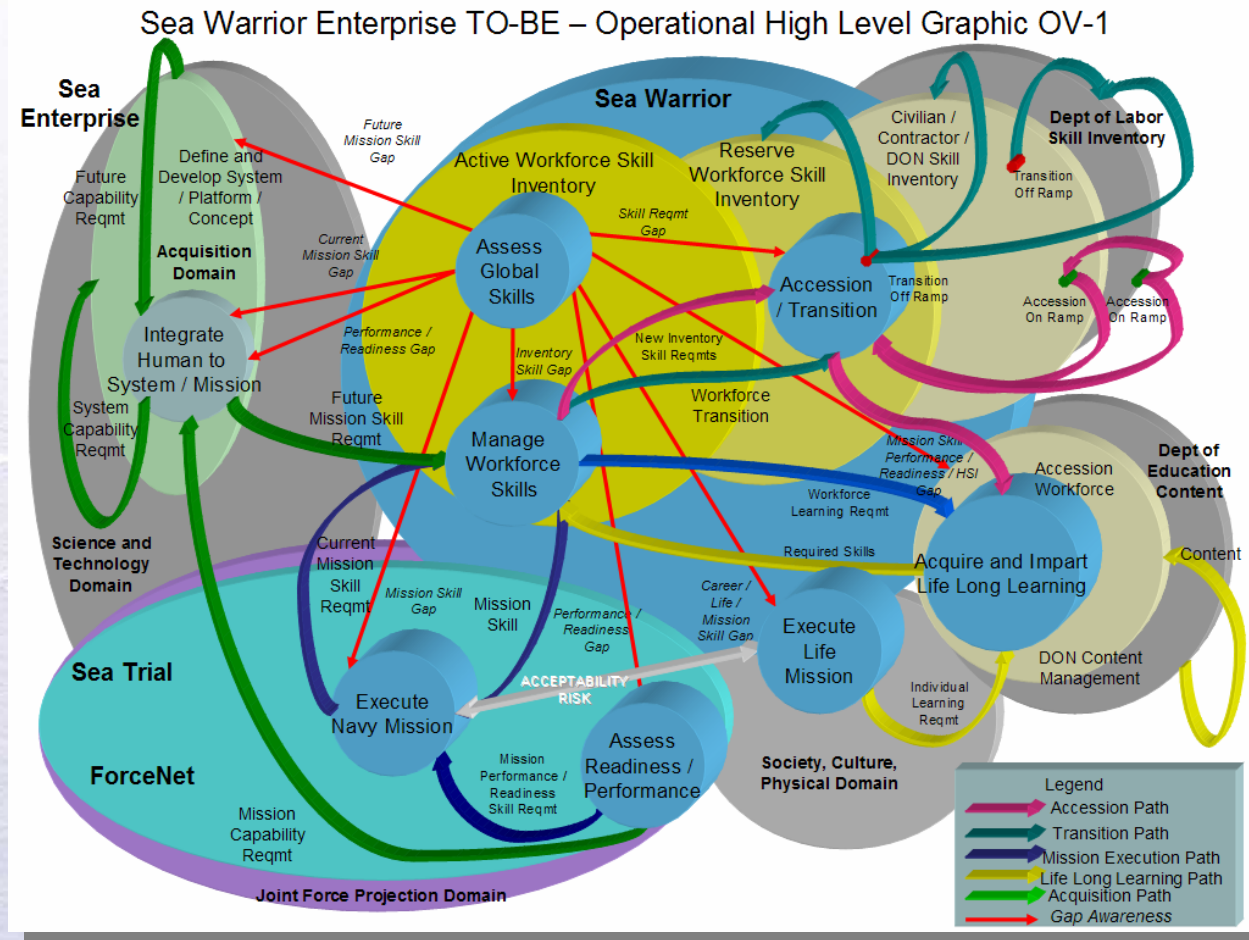 Sea Warrior Enterprise TO-BE – Operational High Level Graphic OV-1
Sea
Enterprise
Future
Mission Skill
Gap
Sea Warrior
Civilian /
Contractor /
DON Skill
Inventory
Dept of Labor
Skill Inventory
Transition
Off Ramp
Future
Capability
Reqmt
Define and
Develop System
/ Platform /
Concept
Active Workforce Skill
Inventory
Reserve
Workforce Skill
Inventory
Acquisition
Domain
Current
Mission Skill
Gap
Assess
Global
Skills
Skill Reqmt
Gap
Accession
/ Transition
Transition
Off Ramp
Accession
On Ramp
Accession
On Ramp
Integrate
Human to
System / Mission
Performance /
Readiness Gap
Inventory
Skill Gap
New Inventory
Skill Reqmts
System
Capability
Reqmt
Future
Mission Skill
Reqmt
Manage
Workforce
Skills
Workforce
Transition
Mission Skill
Performance /
Readiness / HSI
Gap
Accession
Workforce
Dept of
Education
Content
Workforce
Learning Reqmt
Science and
Technology
Domain
Current
Mission
Skill
Reqmt
Required Skills
Acquire and Impart
Life Long Learning
Content
Mission Skill
Gap
Mission
Skill
Performance /
Readiness
Gap
Career /
Life /
Mission
Skill Gap
Execute
Life
Mission
Sea Trial
Execute
Navy Mission
ACCEPTABILITY
RISK
DON Content
Management
Individual
Learning
Reqmt
ForceNet
Mission
Performance /
Readiness
Skill Reqmt
Assess
Readiness /
Performance
Society, Culture,
Physical Domain
Mission
Capability
Reqmt
Joint Force Projection Domain
Legend
Accession Path
Transition Path
Mission Execution Path
Life Long Learning Path
Acquisition Path
Gap Awareness